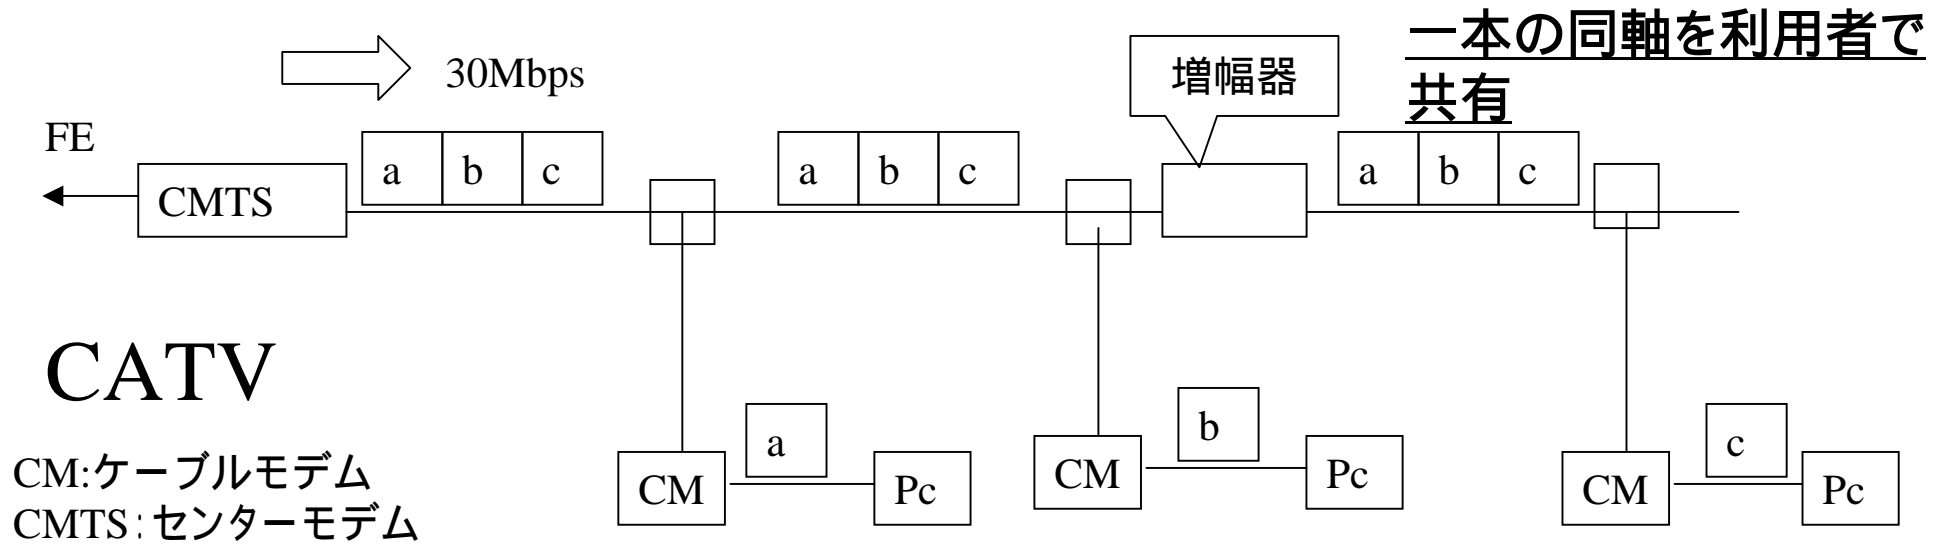 一本の同軸を利用者で
共有
30Mbps
増幅器
FE
CMTS
a b c
a b c
a b c
CATV
a
b
c
CM
Pc
CM
Pc
CM
Pc
CM:ケーブルモデム
CMTS:センターモデム